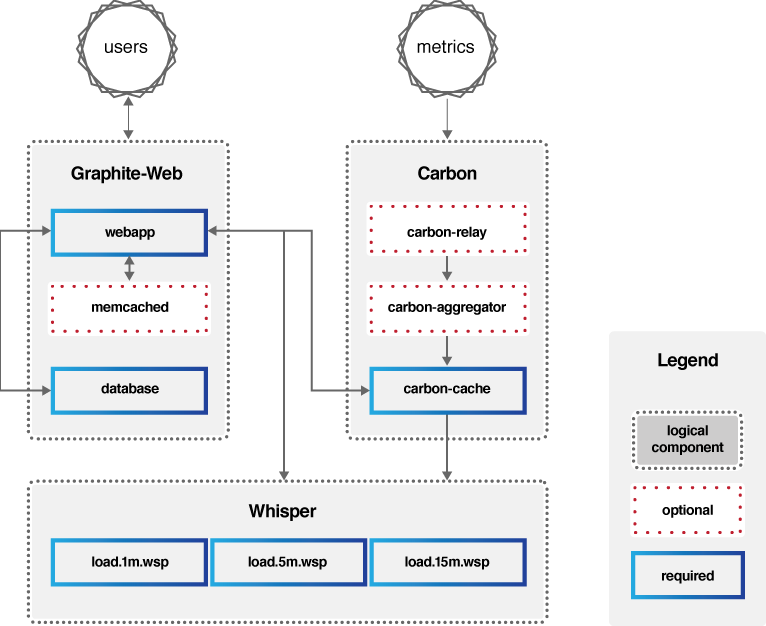 users
metrics
Graphite-Web
webapp
memcached
database
Carbon
carbon-relay
carbon-aggregator
carbon-cache
Whisper
load.1m.wsp
load.5m.wsp
load.15m.wsp
Legend
logical
component
optional
required